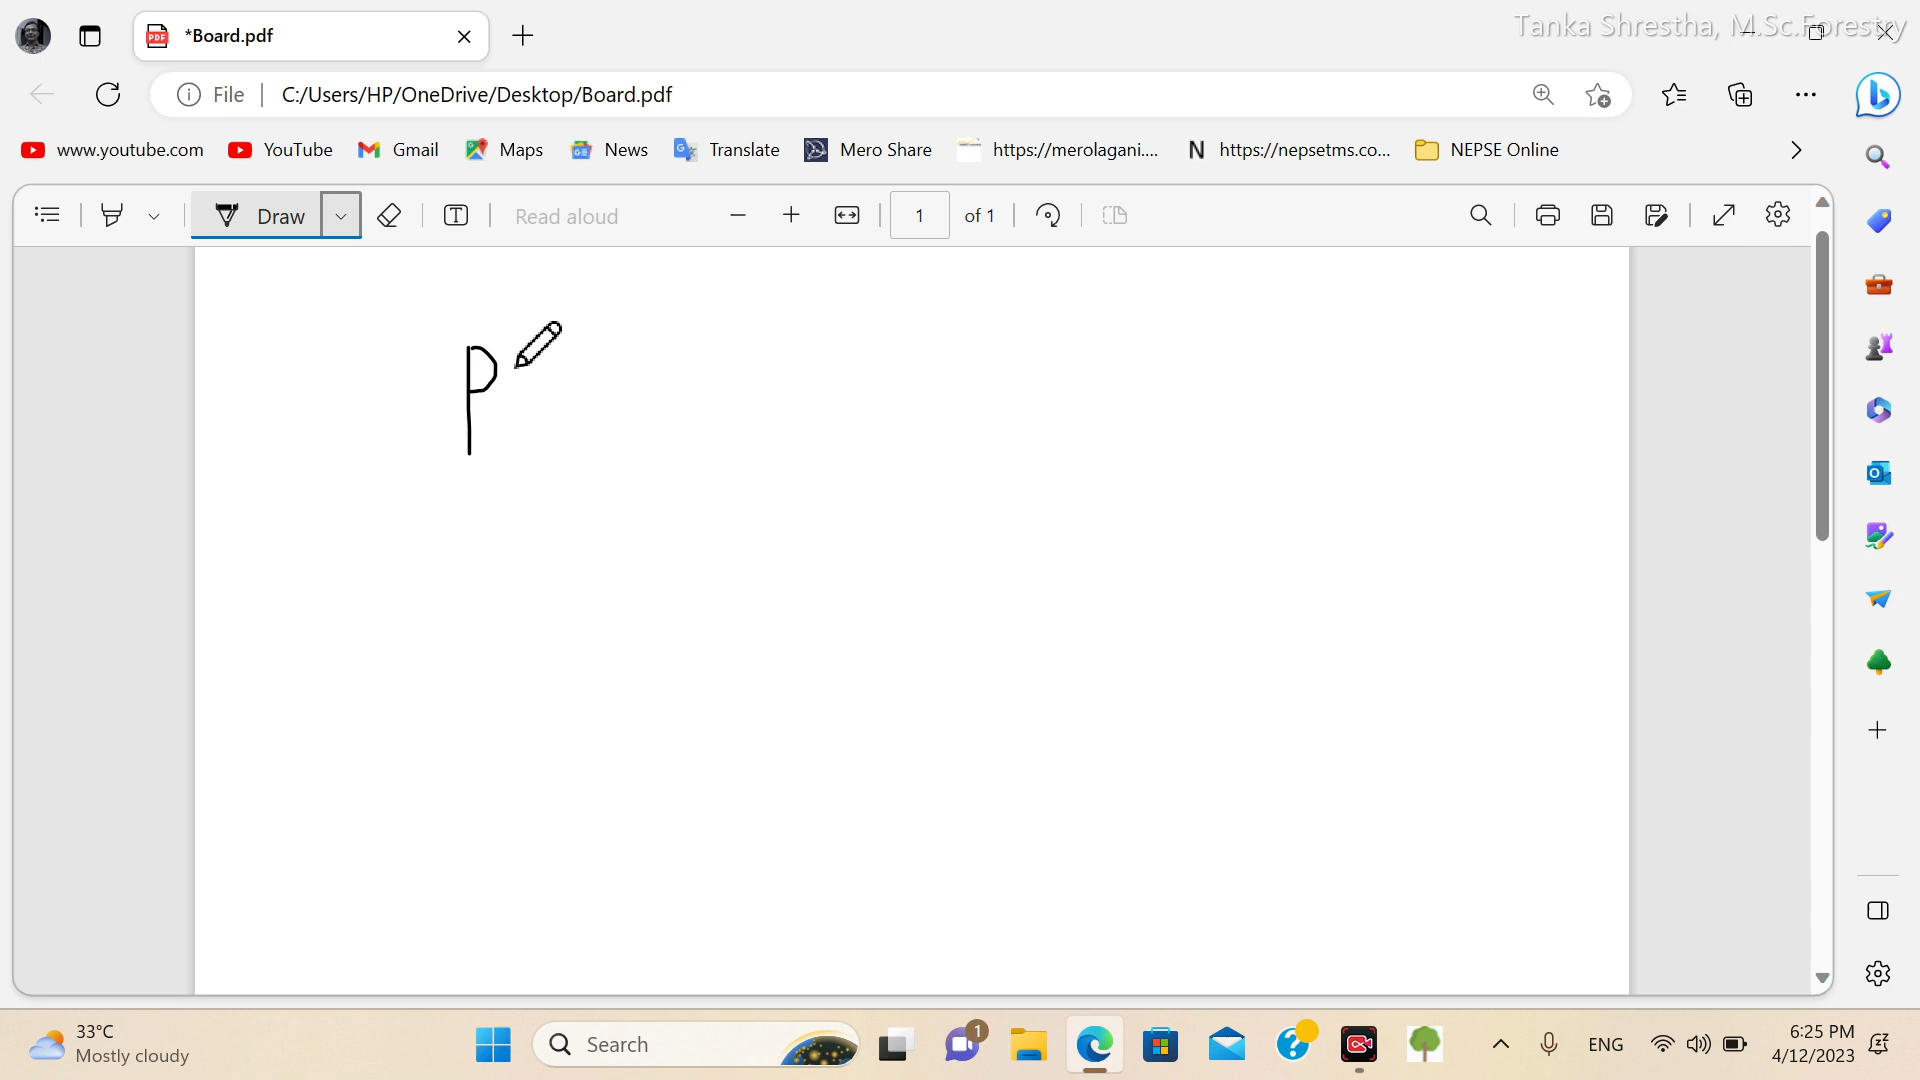 Tanka Shrestha, M.Sc.Forestry
*Board.pdf
File
C:/Users/HP/OneDrive/Desktop/Board.pdf
www.youtube.com YouTube Gmail Maps News Translate Mero Share https://merolagani.... https://nepsetms.co... NEPSE Online
Draw Read aloud 1 of 1
P
33°C
Mostly cloudy
Search
1
ENG
6:25 PM
4/12/2023